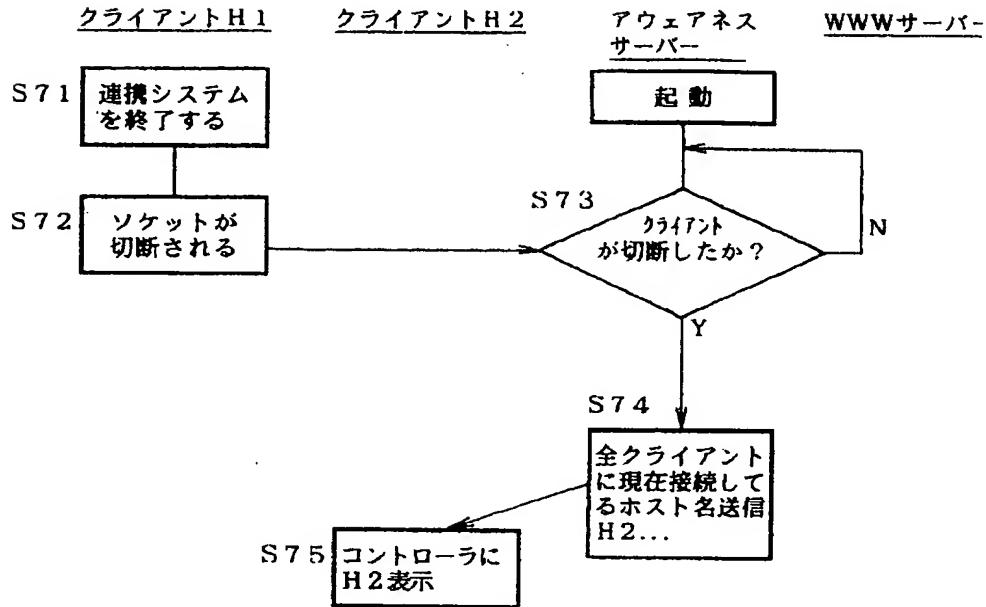 クライアントH1
クライアントH2
アウェアネス
サーバー
WWWサーバー
S71
連携システム
を終了する
起動
S72
ソケットが
切断される
S73
クライアント
が切断したか？
N
Y
S74
全クライアント
に現在接続して
るホスト名送信
H2...
S75
コントローラに
H2表示